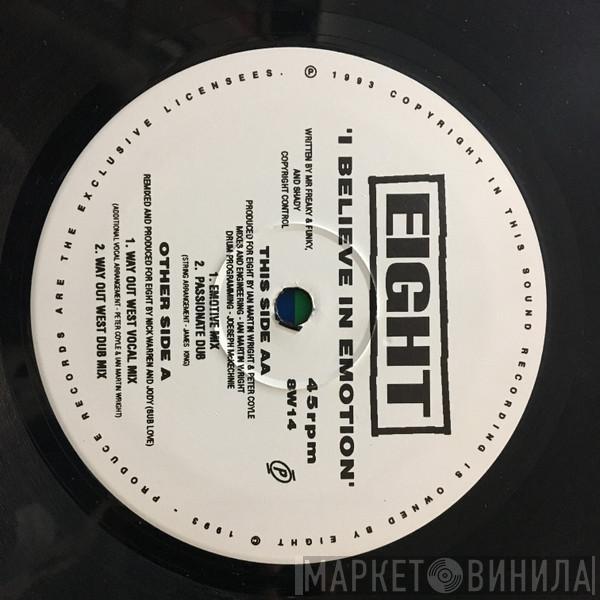 EIGHT
'I BELIEVE IN EMOTION'
WRITTEN BY MR FREAKY & FUNKY,
AND SHADY
COPYRIGHT CONTROL
45rpm
8W14
P
THIS SIDE AA
PRODUCED FOR EIGHT BY IAN MARTIN WRIGHT & PETER COYLE
MIXES AND ENGINEERING - IAN MARTIN WRIGHT
DRUM PROGRAMMING - JOESEPH McLECHNIE
1. EMOTIVE MIX
2. PASSIONATE DUB
(STRING ARRANGEMENT - JAMES KING)
OTHER SIDE A
REMIXED AND PRODUCED FOR EIGHT BY NICK WARREN AND JODY (SUB LOVE)
1. WAY OUT WEST VOCAL MIX
(ADDITIONAL VOCAL ARRANGEMENT - PETER COYLE & IAN MARTIN WRIGHT)
2. WAY OUT WEST DUB MIX
℗ 1993 COPYRIGHT IN THIS SOUND RECORDING IS OWNED BY EIGHT © 1993 - PRODUCE RECORDS ARE THE EXCLUSIVE LICENSEES.
МАРКЕТ ВИНИЛА